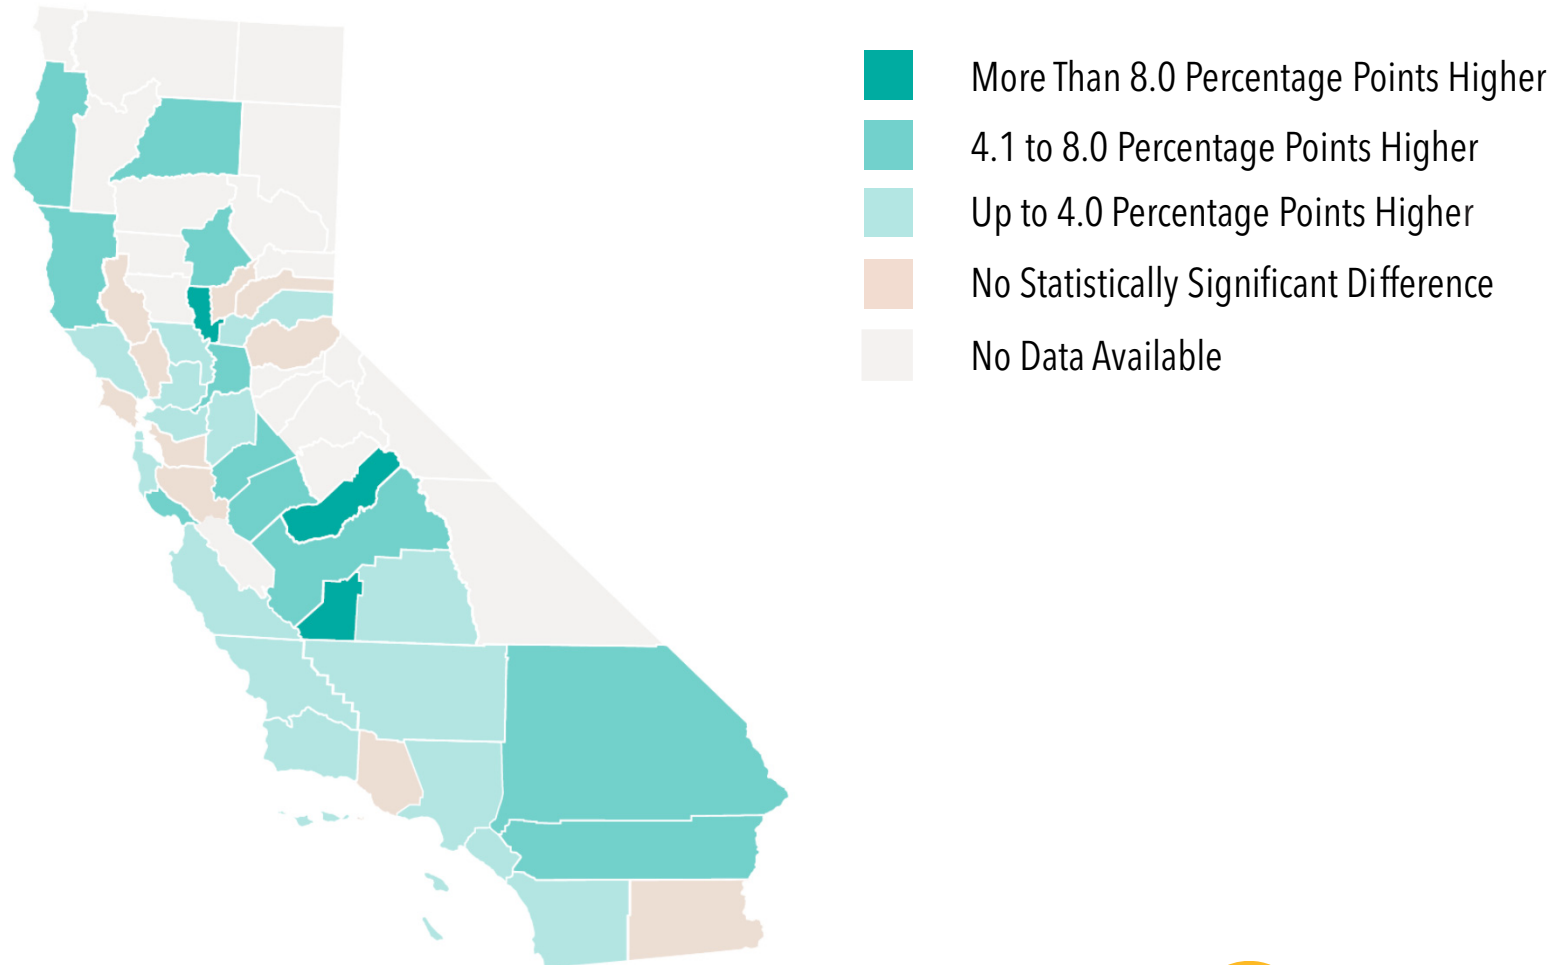 More Than 8.0 Percentage Points Higher
4.1 to 8.0 Percentage Points Higher
Up to 4.0 Percentage Points Higher
No Statistically Significant Difference
No Data Available